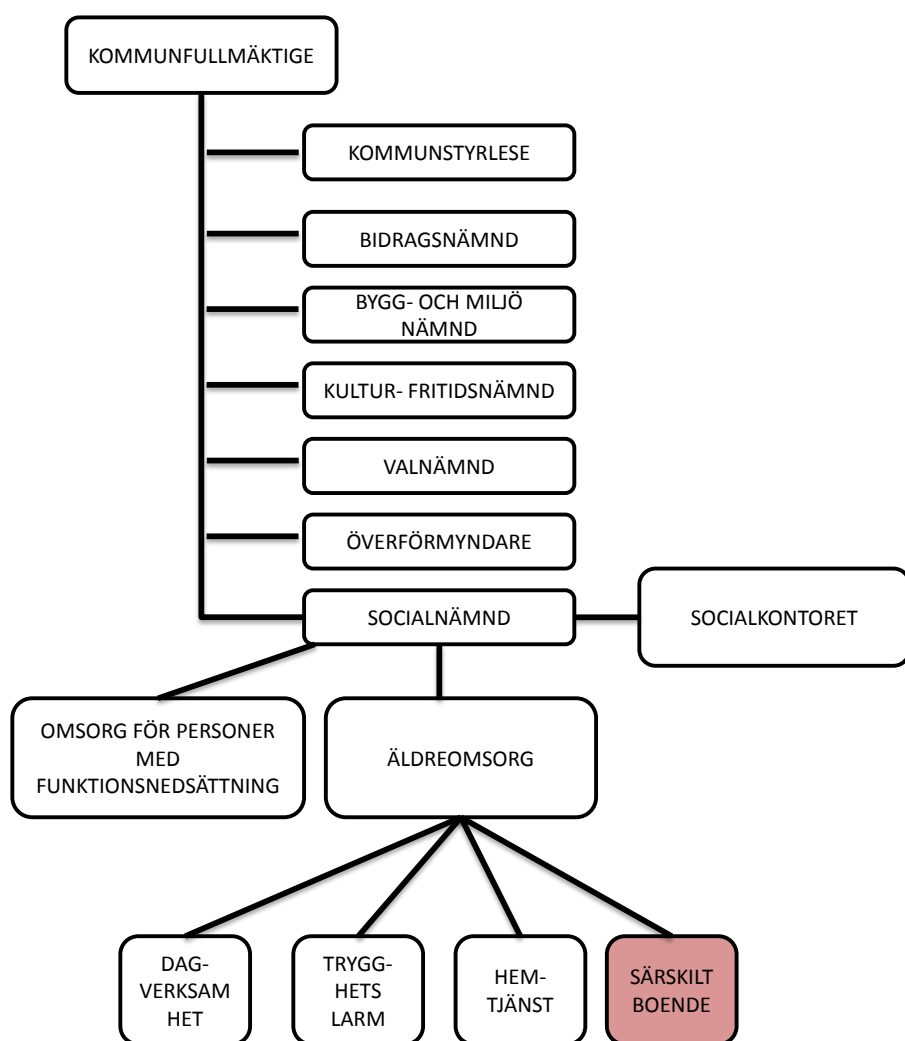 KOMMUNFULLMÄKTIGE
KOMMUNSTYRLESE
BIDRAGSNÄMND
BYGG- OCH MILJÖ
NÄMND
KULTUR- FRITIDSNÄMND
VALNÄMND
ÖVERFÖRMYNDARE
SOCIALNÄMND
SOCIALKONTORET
OMSORG FÖR PERSONER
MED
FUNKTIONSNEDSÄTTNING
ÄLDREOMSORG
DAG-
VERKSAM
HET
TRYGG-
HETS
LARM
HEM-
TJÄNST
SÄRSKILT
BOENDE